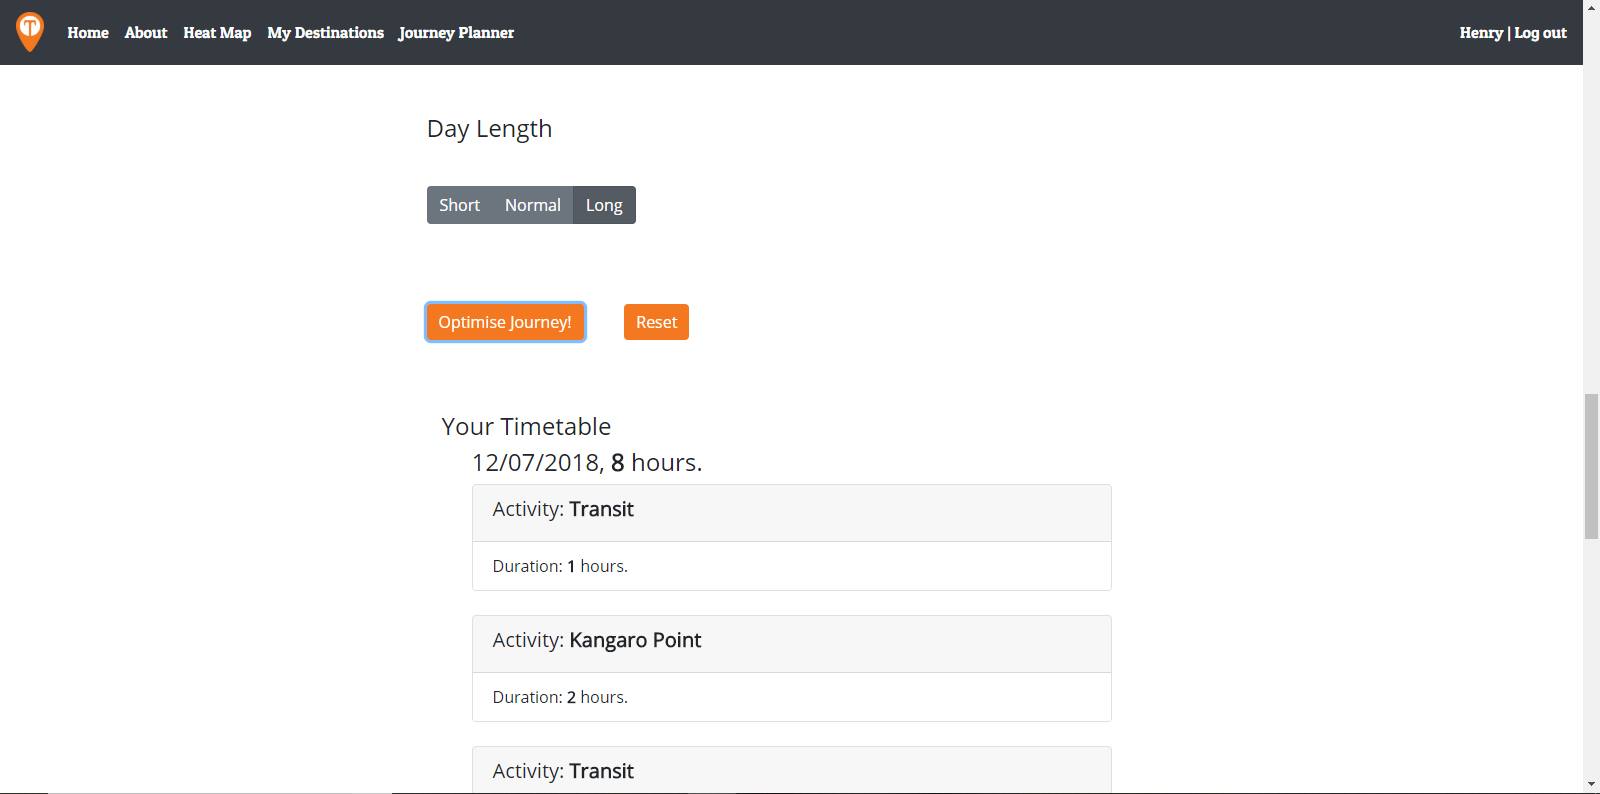 T
Home About Heat Map My Destinations Journey Planner Henry | Log out
Day Length
Short Normal Long
Optimise Journey! Reset
Your Timetable
12/07/2018, 8 hours.
Activity: Transit
Duration: 1 hours.
Activity: Kangaro Point
Duration: 2 hours.
Activity: Transit